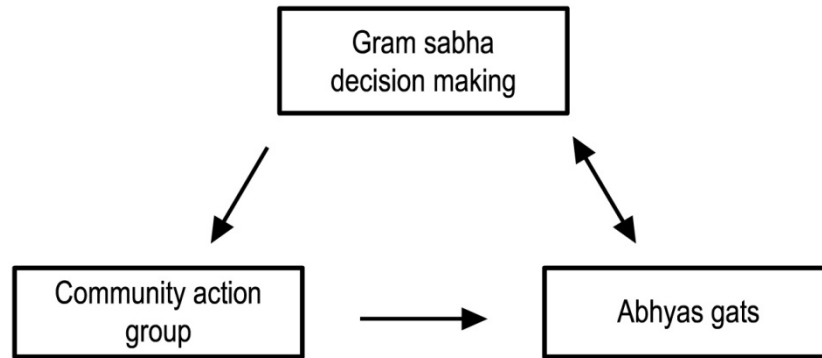 Gram sabha
decision making
Community action
group
Abhyas gats